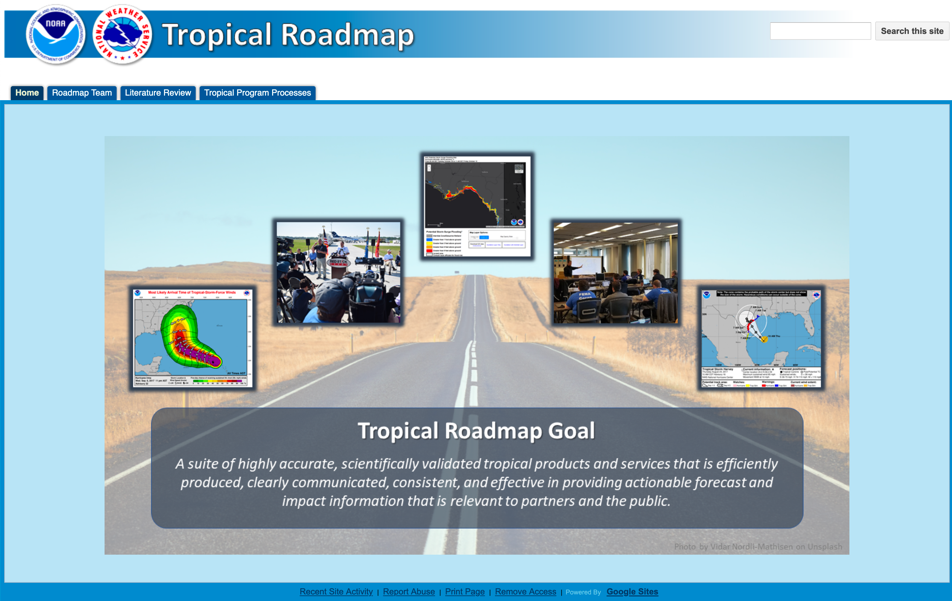 NOAA
NATIONAL WEATHER SERVICE
Tropical Roadmap
Search this site
Home
Roadmap Team
Literature Review
Tropical Program Processes
Most Likely Arrival Time of Tropical-Storm-Force Winds
Tropical Roadmap Goal
A suite of highly accurate, scientifically validated tropical products and services that is efficiently
produced, clearly communicated, consistent, and effective in providing actionable forecast and
impact information that is relevant to partners and the public.
Photo by Vidar Nordli-Mathisen on Unsplash
Recent Site Activity | Report Abuse | Print Page | Remove Access | Powered By Google Sites